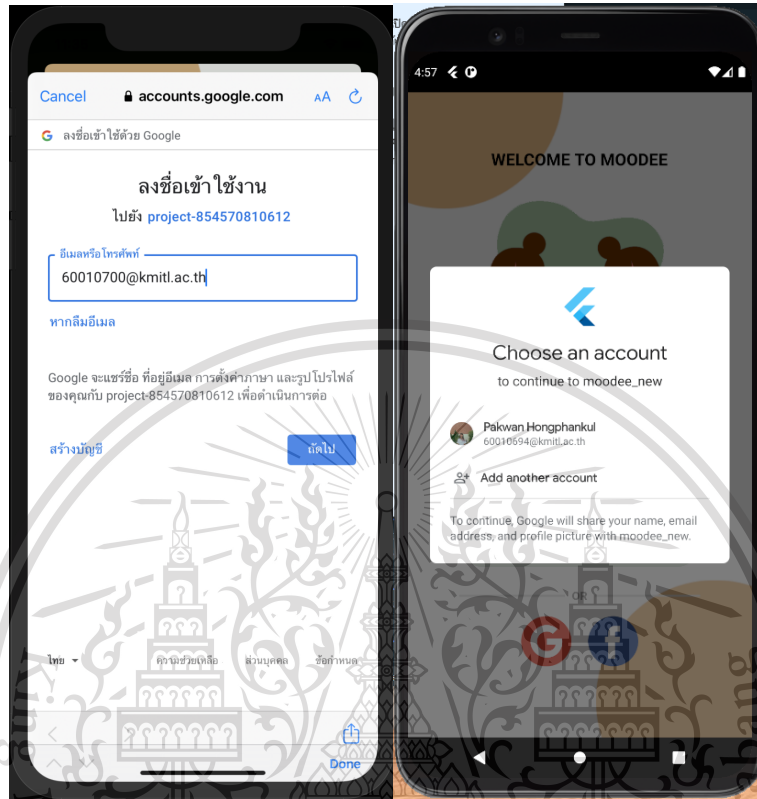 Cancel
accounts.google.com
AA
G ลงชื่อเข้าใช้ด้วย Google
ลงชื่อเข้าใช้งาน
ไปยัง project-854570810612
อีเมลหรือโทรศัพท์
60010700@kmitl.ac.th
หากลืมอีเมล
Google จะแชร์ชื่อ ที่อยู่อีเมล การตั้งค่าภาษา และรูปโปรไฟล์
ของคุณกับ project-854570810612 เพื่อดำเนินการต่อ
สร้างบัญชี
ถัดไป
ไทย
ความช่วยเหลือ
ส่วนบุคคล
ข้อกำหนด
Done
4:57
WELCOME TO MOODEE
Choose an account
to continue to moodee_new
Pakwan Hongphankul
60010694@kmitl.ac.th
Add another account
To continue, Google will share your name, email
address, and profile picture with moodee_new.
OR
G f